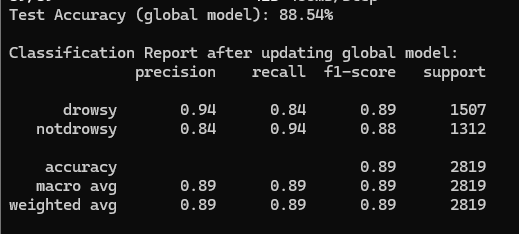 Test Accuracy (global model): 88.54%
Classification Report after updating global model:
precision recall f1-score support
drowsy 0.94 0.84 0.89 1507
notdrowsy 0.84 0.94 0.88 1312
accuracy 0.89 2819
macro avg 0.89 0.89 0.89 2819
weighted avg 0.89 0.89 0.89 2819